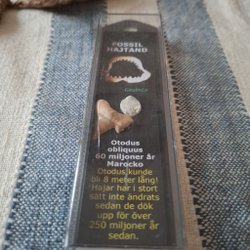 FOSSIL
HAJTAND
Otodus
obliquus
60 miljoner år
Marocko
Otodus kunde
bli 8 meter lång!
Hajar har i stort
sätt inte ändrats
sedan de dök
upp för över
250 miljoner år
sedan.